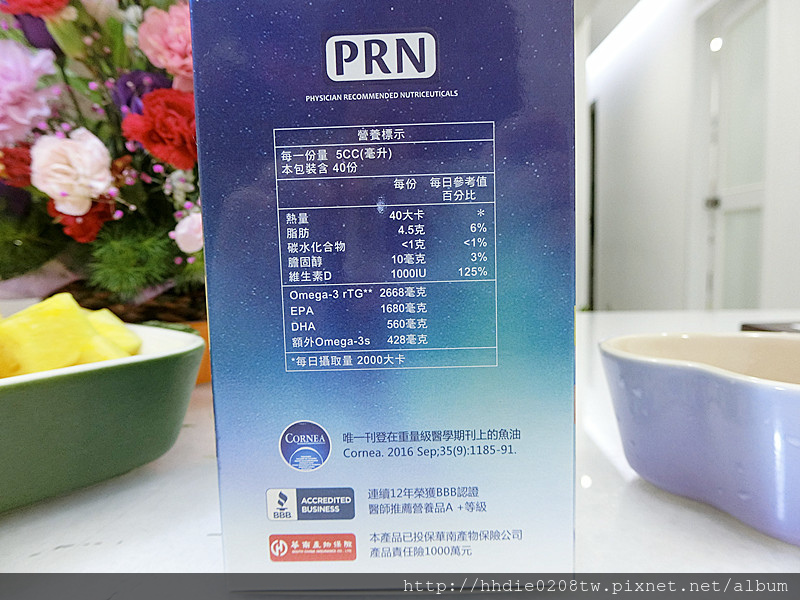 PRN
PHYSICIAN RECOMMENDED NUTRICEUTICALS
營養標示
每一份量 5CC(毫升)
本包裝含 40份
每份 每日參考值
百分比
熱量 40大卡 *
脂肪 4.5克 6%
碳水化合物 <1克 <1%
膽固醇 10毫克 3%
維生素D 1000IU 125%
Omega-3 rTG** 2668毫克
EPA 1680毫克
DHA 560毫克
額外Omega-3s 428毫克
*每日攝取量 2000大卡
CORNEA
唯一刊登在重量級醫學期刊上的魚油
Cornea. 2016 Sep;35(9):1185-91.
BBB
ACCREDITED
BUSINESS
連續12年榮獲BBB認證
醫師推薦營養品A +等級
華南產物保險
SOUTH CHINA INSURANCE CO., LTD.
本產品已投保華南產物保險公司
產品責任險1000萬元
http://hhdie0208tw.pixnet.net/album